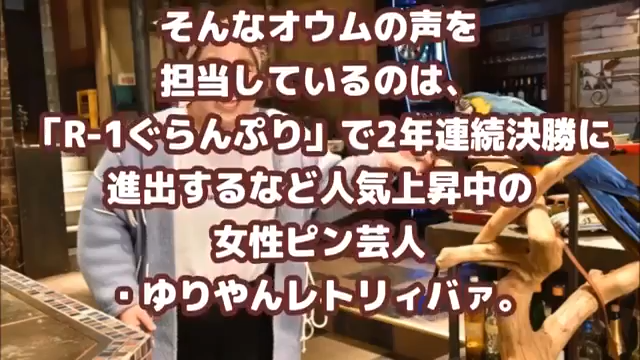 そんなオウムの声を
担当しているのは、
「R-1ぐらんぷり」で2年連続決勝に
進出するなど人気上昇中の
女性ピン芸人
・ゆりやんレトリィバァ。